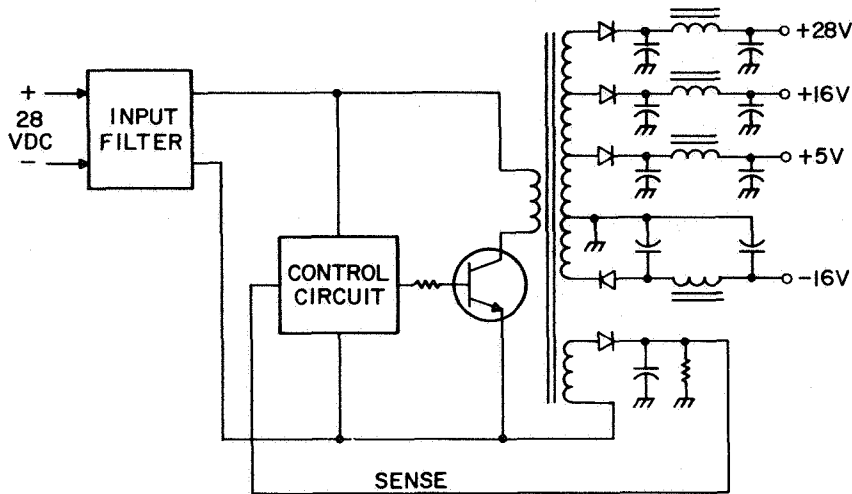 +28V
+16V
+5V
-16V
+
28
VDC
-
INPUT
FILTER
CONTROL
CIRCUIT
SENSE